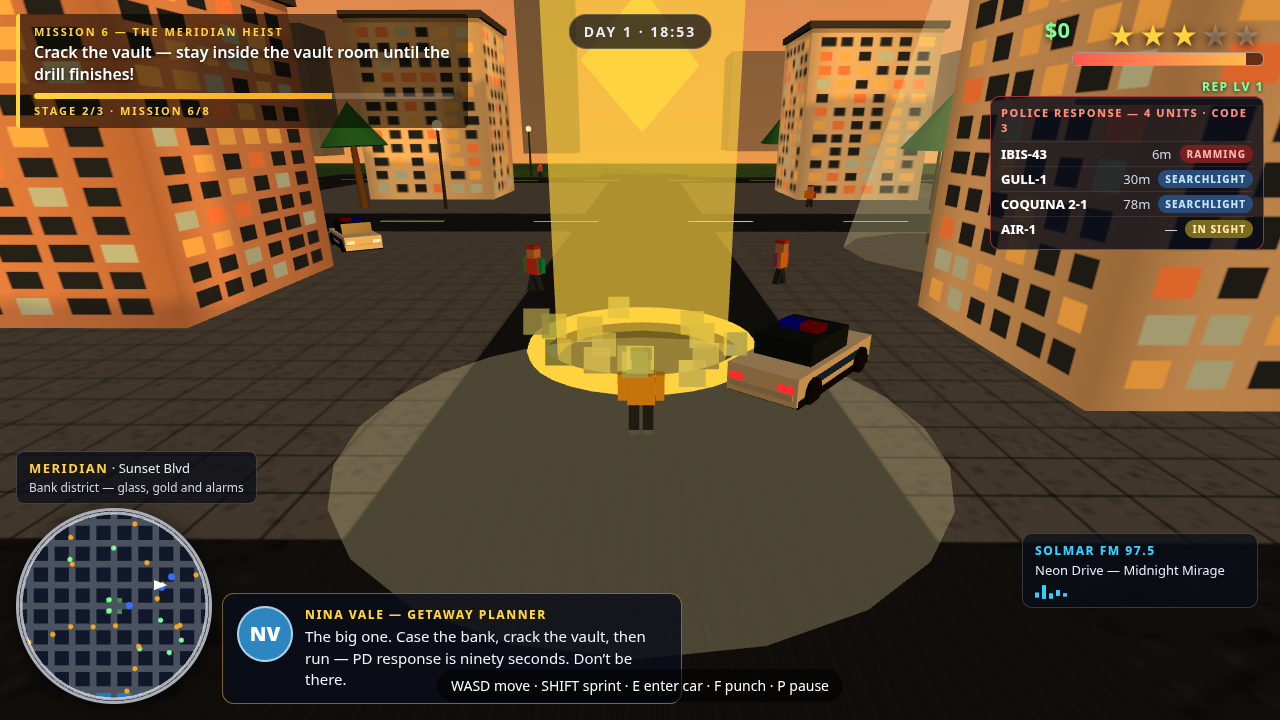 MISSION 6 — THE MERIDIAN HEIST
Crack the vault — stay inside the vault room until the
drill finishes!
STAGE 2/3 · MISSION 6/8
DAY 1 · 18:53
$0
REP LV 1
POLICE RESPONSE — 4 UNITS · CODE
3
IBIS-43 6m RAMMING
GULL-1 30m SEARCHLIGHT
COQUINA 2-1 78m SEARCHLIGHT
AIR-1 — IN SIGHT
MERIDIAN · Sunset Blvd
Bank district — glass, gold and alarms
SOLMAR FM 97.5
Neon Drive — Midnight Mirage
NV
NINA VALE — GETAWAY PLANNER
The big one. Case the bank, crack the vault, then
run — PD response is ninety seconds. Don't be
there.
WASD move · SHIFT sprint · E enter car · F punch · P pause